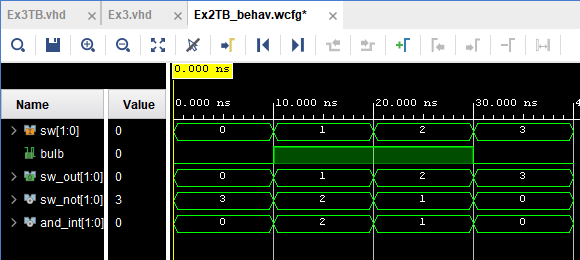 Ex3TB.vhd Ex3.vhd Ex2TB_behav.wcfg*
0.000 ns
Name Value
0.000 ns 10.000 ns 20.000 ns 30.000 ns 4
sw[1:0] 0 0 1 2 3
bulb 0
sw_out[1:0] 0 0 1 2 3
sw_not[1:0] 3 3 2 1 0
and_int[1:0] 0 0 2 1 0